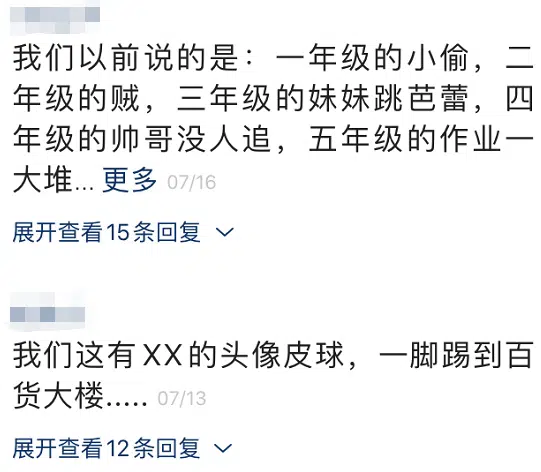 我们以前说的是：一年级的小偷，二
年级的贼，三年级的妹妹跳芭蕾，四
年级的帅哥没人追，五年级的作业一
大堆... 更多 07/16
展开查看15条回复
我们这有XX的头像皮球，一脚踢到百
货大楼..... 07/13
展开查看12条回复